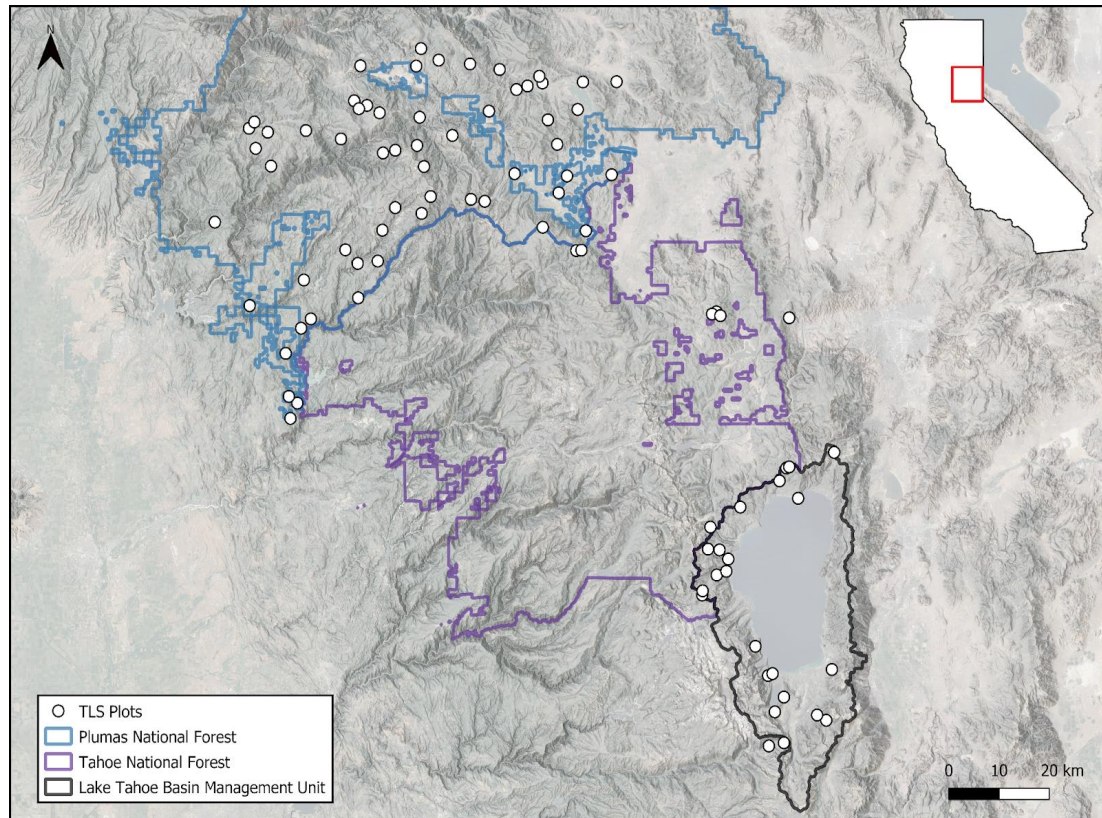 N
TLS Plots
Plumas National Forest
Tahoe National Forest
Lake Tahoe Basin Management Unit
0 10 20 km